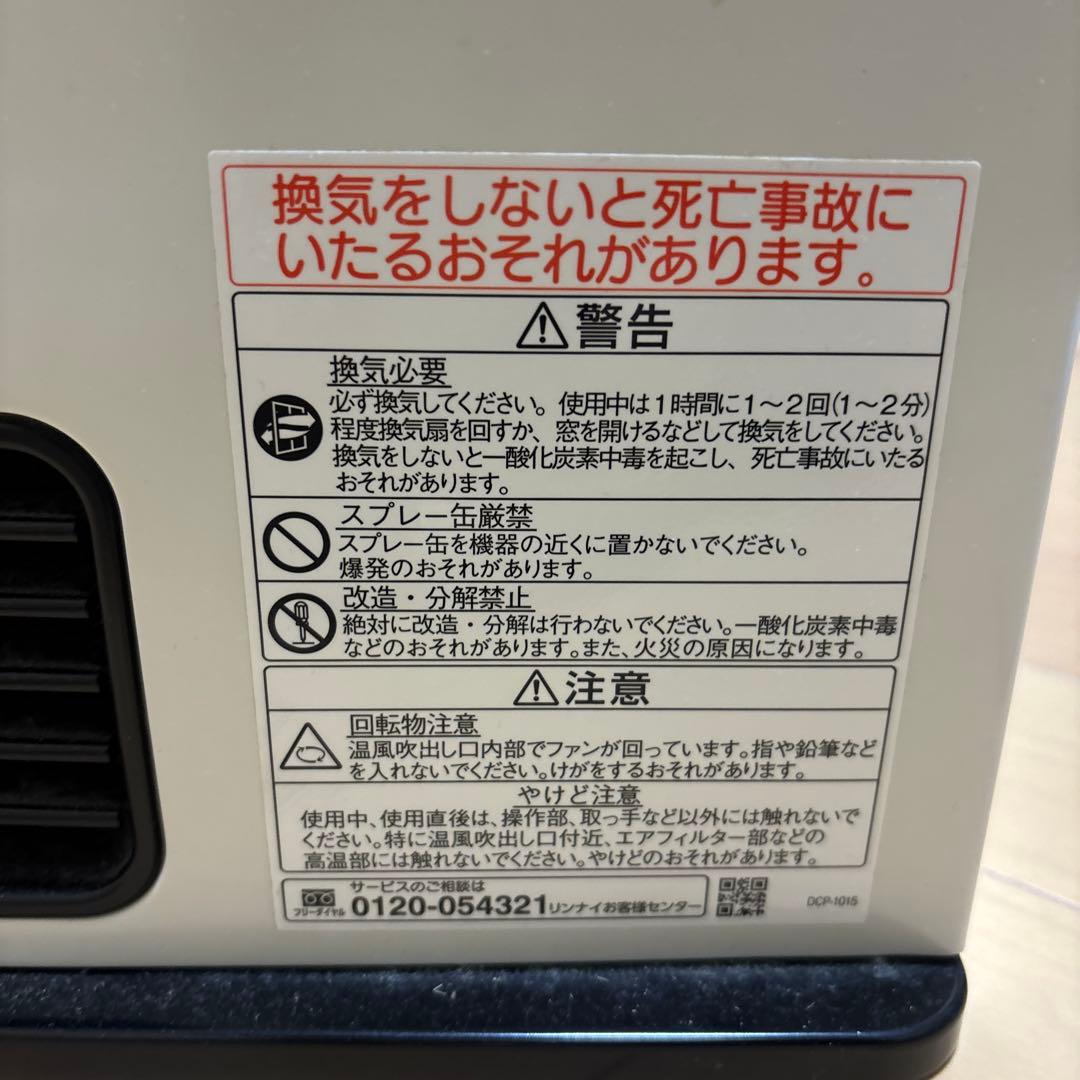 換気をしないと死亡事故に
いたるおそれがあります。
警告
換気必要
必ず換気してください。使用中は1時間に1～2回(1～2分)
程度換気扇を回すか、窓を開けるなどして換気をしてください。
換気をしないと一酸化炭素中毒を起こし、死亡事故にいたる
おそれがあります。
スプレー缶厳禁
スプレー缶を機器の近くに置かないでください。
爆発のおそれがあります。
改造・分解禁止
絶対に改造・分解は行わないでください。一酸化炭素中毒
などのおそれがあります。また、火災の原因になります。
注意
回転物注意
温風吹出し口内部でファンが回っています。指や鉛筆など
を入れないでください。けがをするおそれがあります。
やけど注意
使用中、使用直後は、操作部、取っ手など以外には触れないで
ください。特に温風吹出し口付近、エアフィルター部などの
高温部には触れないでください。やけどのおそれがあります。
サービスのご相談は
フリーダイヤル 0120-054321 リンナイお客様センター
DCP-1015